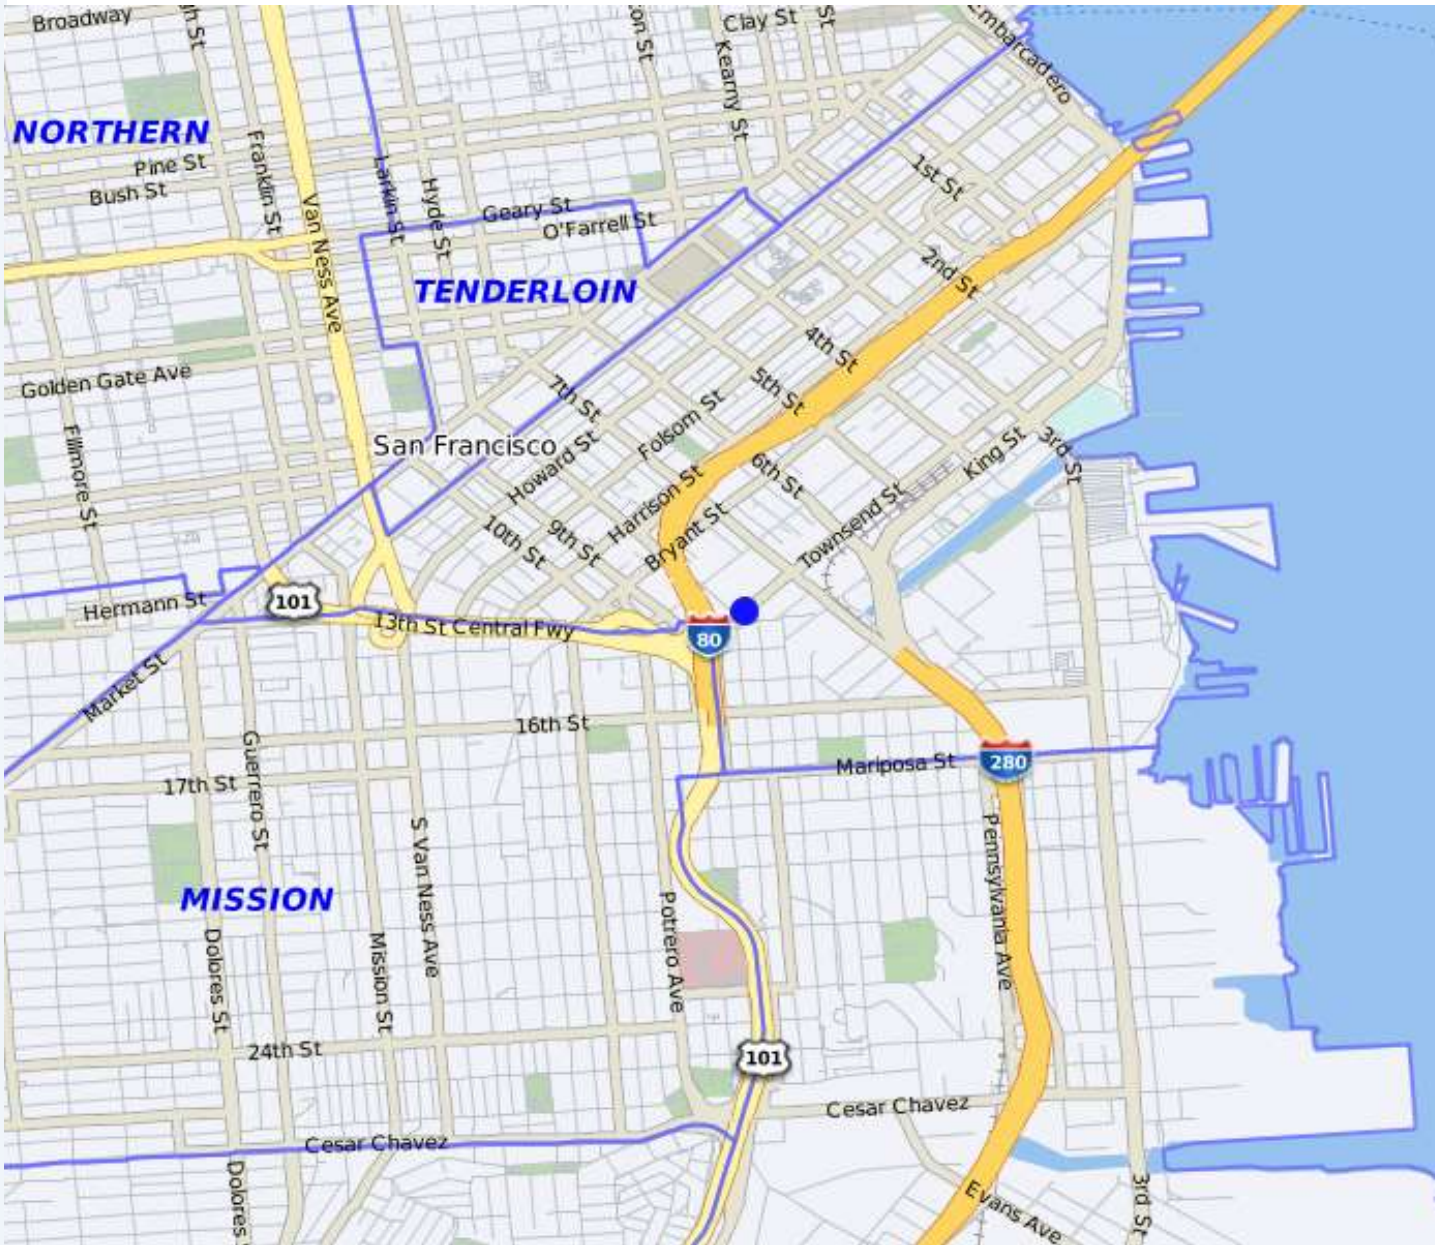 Broadway
gh St
ton St
Clay St
St
Embarcadero
Kearny St
NORTHERN
Pine St
Bush St
Franklin St
Larkin St
Hyde St
Van Ness Ave
Geary St
O'Farrell St
1st St
2nd St
TENDERLOIN
4th St
5th St
Golden Gate Ave
7th St
Folsom St
San Francisco
Howard St
Harrison St
6th St
King St
3rd St
Fillmore St
10th St
9th St
Bryant St
Townsend St
Hermann St
101
13th St Central Fwy
80
Market St
16th St
Mariposa St
280
17th St
Guerrero St
S Van Ness Ave
Pennsylvania Ave
MISSION
Dolores St
Mission St
Potrero Ave
24th St
101
Cesar Chavez
Cesar Chavez
Dolores
3rd St
Evans Ave